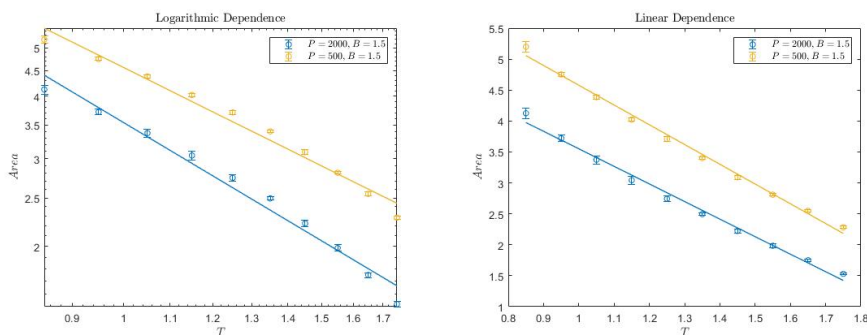 Logarithmic Dependence
P = 2000, B = 1.5
P = 500, B = 1.5
Area
5
4.5
4
3.5
3
2.5
2
0.9 1 1.1 1.2 1.3 1.4 1.5 1.6 1.7
T
Linear Dependence
P = 2000, B = 1.5
P = 500, B = 1.5
Area
6
5.5
5
4.5
4
3.5
3
2.5
2
1.5
1
0.8 0.9 1 1.1 1.2 1.3 1.4 1.5 1.6 1.7 1.8
T